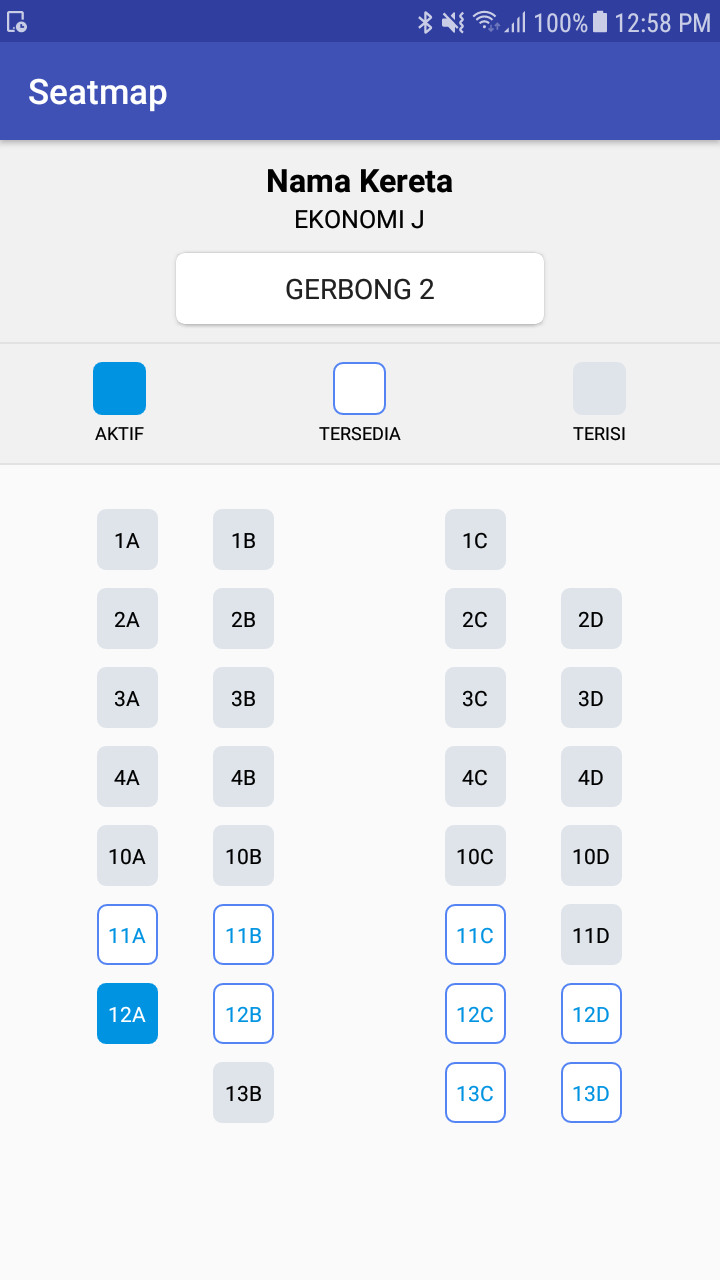 100% 12:58 PM
Seatmap
Nama Kereta
EKONOMI J
GERBONG 2
AKTIF TERSEDIA TERISI
1A 1B 1C
2A 2B 2C 2D
3A 3B 3C 3D
4A 4B 4C 4D
10A 10B 10C 10D
11A 11B 11C 11D
12A 12B 12C 12D
13B 13C 13D